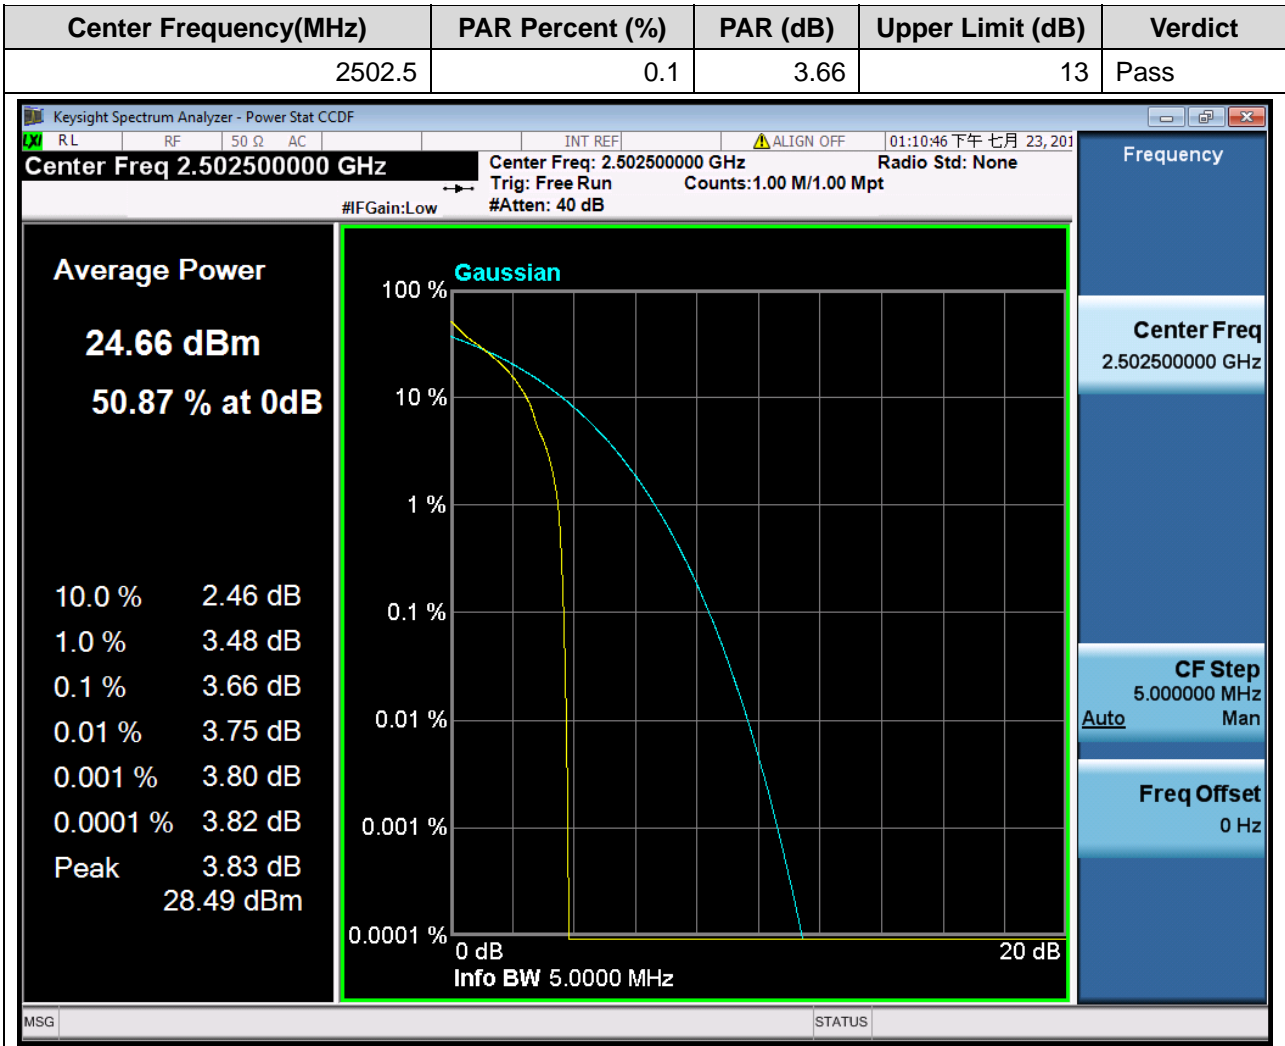 Center Frequency(MHz) PAR Percent (%) PAR (dB) Upper Limit (dB) Verdict
2502.5 0.1 3.66 13 Pass
Keysight Spectrum Analyzer - Power Stat CCDF
LXI RL RF 50 Ω AC INT REF ALIGN OFF 01:10:46 下午 七月 23, 201
Center Freq 2.502500000 GHz
#IFGain:Low
Center Freq: 2.502500000 GHz Radio Std: None
Trig: Free Run Counts:1.00 M/1.00 Mpt
#Atten: 40 dB
Average Power
24.66 dBm
50.87 % at 0dB
10.0 % 2.46 dB
1.0 % 3.48 dB
0.1 % 3.66 dB
0.01 % 3.75 dB
0.001 % 3.80 dB
0.0001 % 3.82 dB
Peak 3.83 dB
28.49 dBm
Gaussian
100 %
10 %
1 %
0.1 %
0.01 %
0.001 %
0.0001 %
0 dB 20 dB
Info BW 5.0000 MHz
Frequency
Center Freq
2.502500000 GHz
CF Step
5.000000 MHz
Auto Man
Freq Offset
0 Hz
MSG STATUS